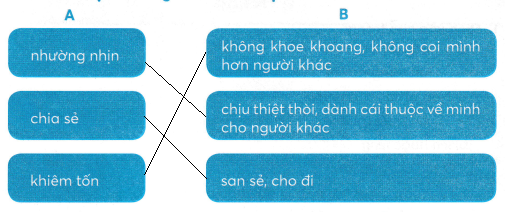 A
B
nhường nhịn
không khoe khoang, không coi mình
hơn người khác
chia sẻ
chịu thiệt thòi, dành cái thuộc về mình
cho người khác
khiêm tốn
san sẻ, cho đi